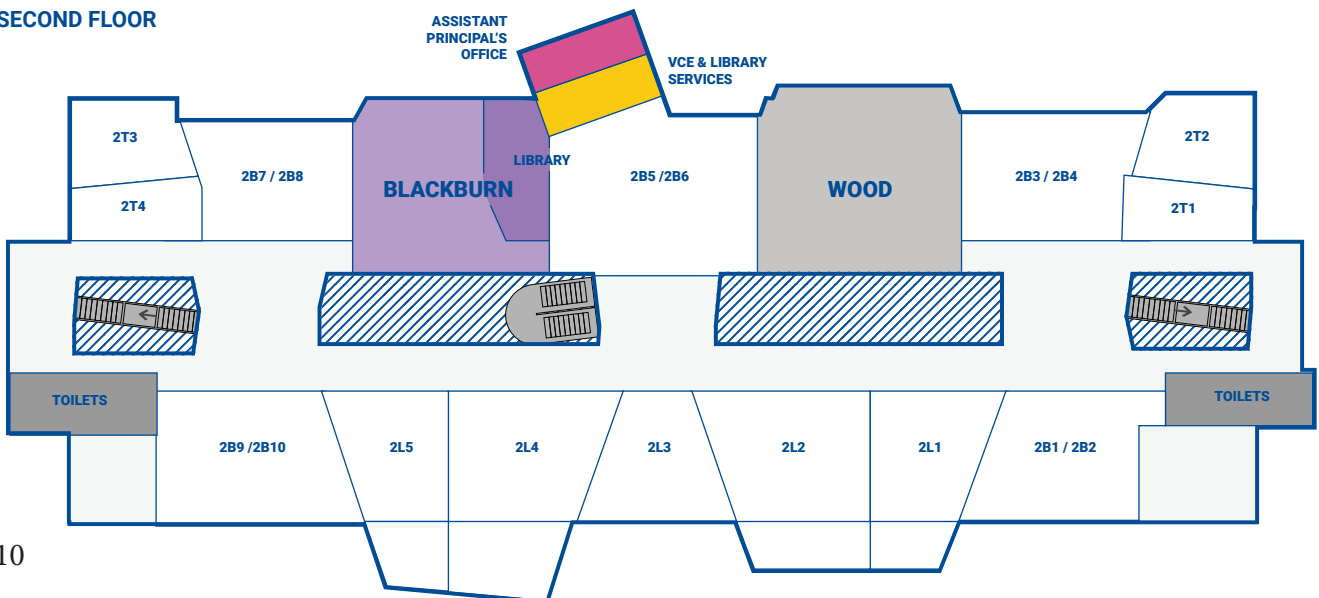 SECOND FLOOR
ASSISTANT
PRINCIPAL'S
OFFICE
VCE & LIBRARY
SERVICES
2T3
2T4
2B7 / 2B8
BLACKBURN
LIBRARY
2B5 /2B6
WOOD
2B3 / 2B4
2T2
2T1
TOILETS
TOILETS
2B9 /2B10
2L5
2L4
2L3
2L2
2L1
2B1 / 2B2
10